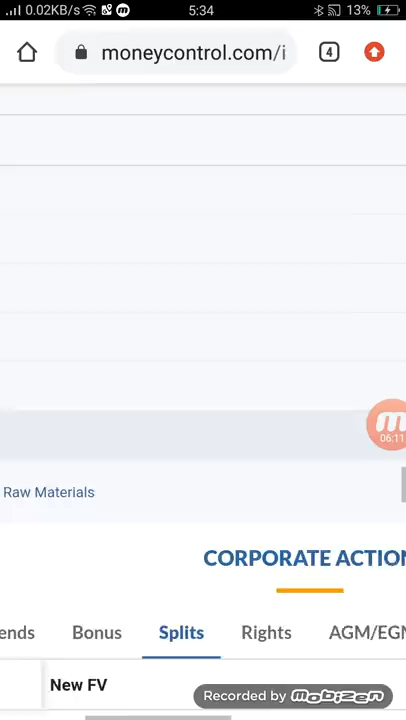 0.02KB/s 5:34 13%
moneycontrol.com/i 4
06:11
Raw Materials
CORPORATE ACTION
ends Bonus Splits Rights AGM/EGM
New FV
Recorded by mobizen